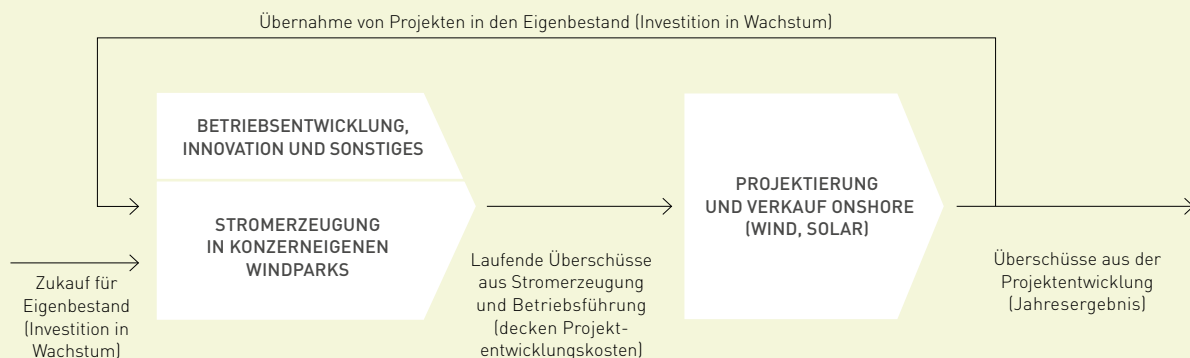 Übernahme von Projekten in den Eigenbestand (Investition in Wachstum)
BETRIEBSENTWICKLUNG,
INNOVATION UND SONSTIGES
STROMERZEUGUNG
IN KONZERNEIGENEN
WINDPARKS
Zukauf für
Eigenbestand
(Investition in
Wachstum)
Laufende Überschüsse
aus Stromerzeugung
und Betriebsführung
(decken Projekt-
entwicklungskosten)
PROJEKTIERUNG
UND VERKAUF ONSHORE
(WIND, SOLAR)
Überschüsse aus der
Projektentwicklung
(Jahresergebnis)